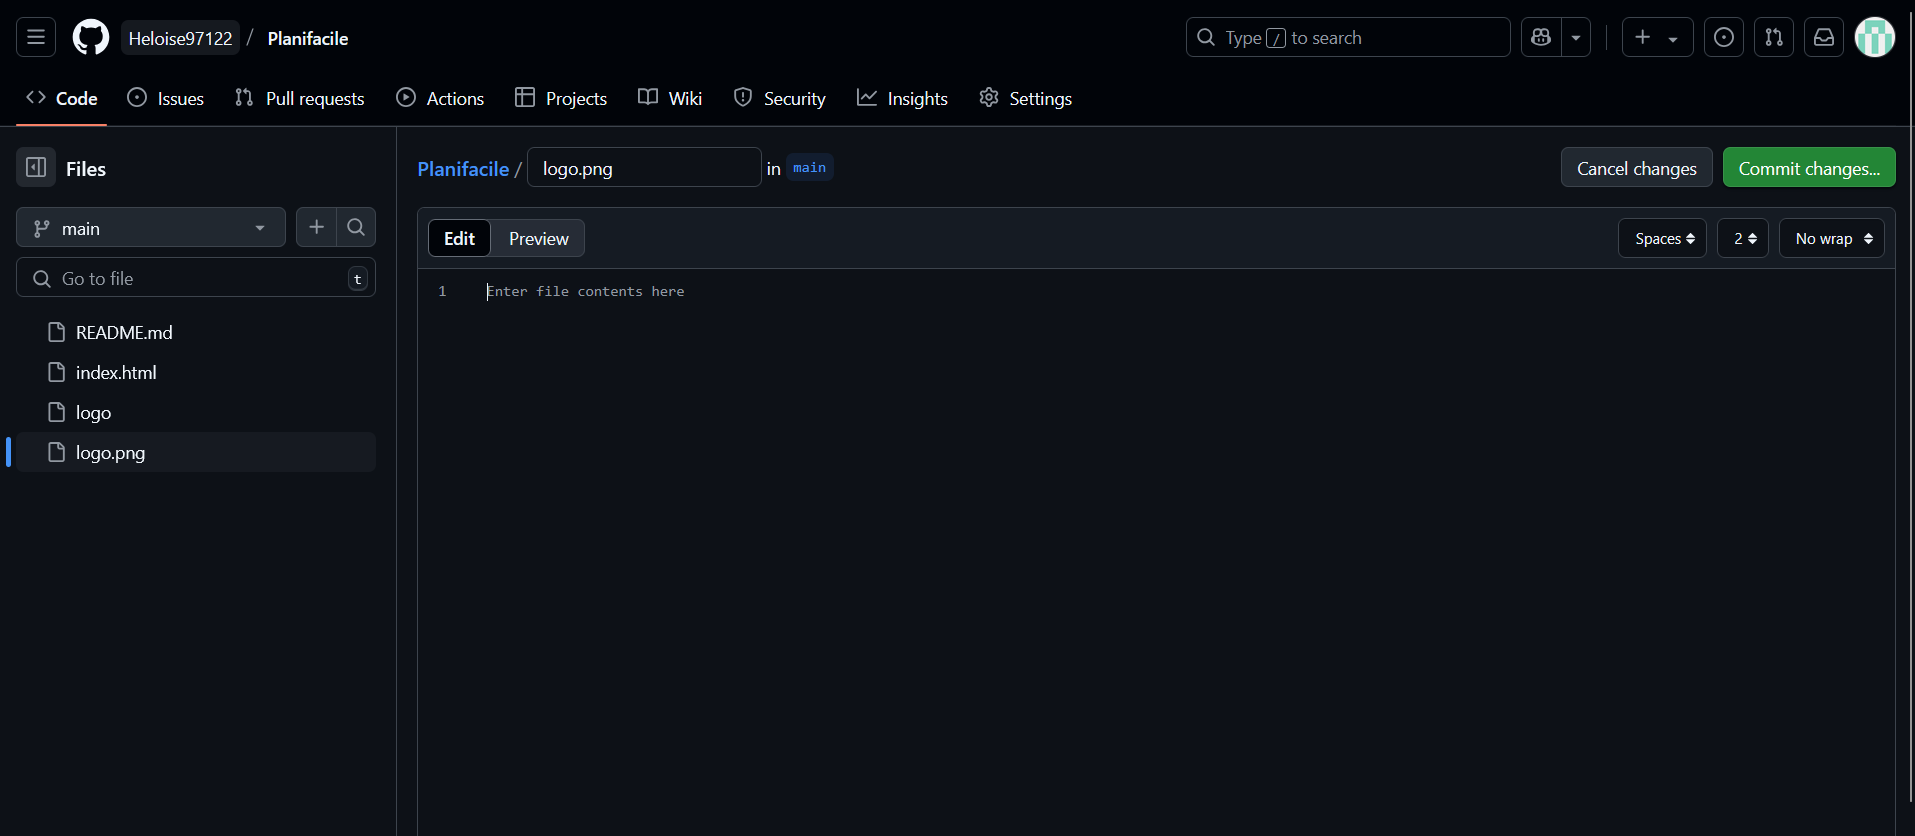 Heloise97122 / Planifacile
Type / to search
Code Issues Pull requests Actions Projects Wiki Security Insights Settings
Files
Planifacile / logo.png in main
Cancel changes Commit changes...
main
Edit Preview
Spaces 2 No wrap
Go to file t
1 Enter file contents here
README.md
index.html
logo
logo.png